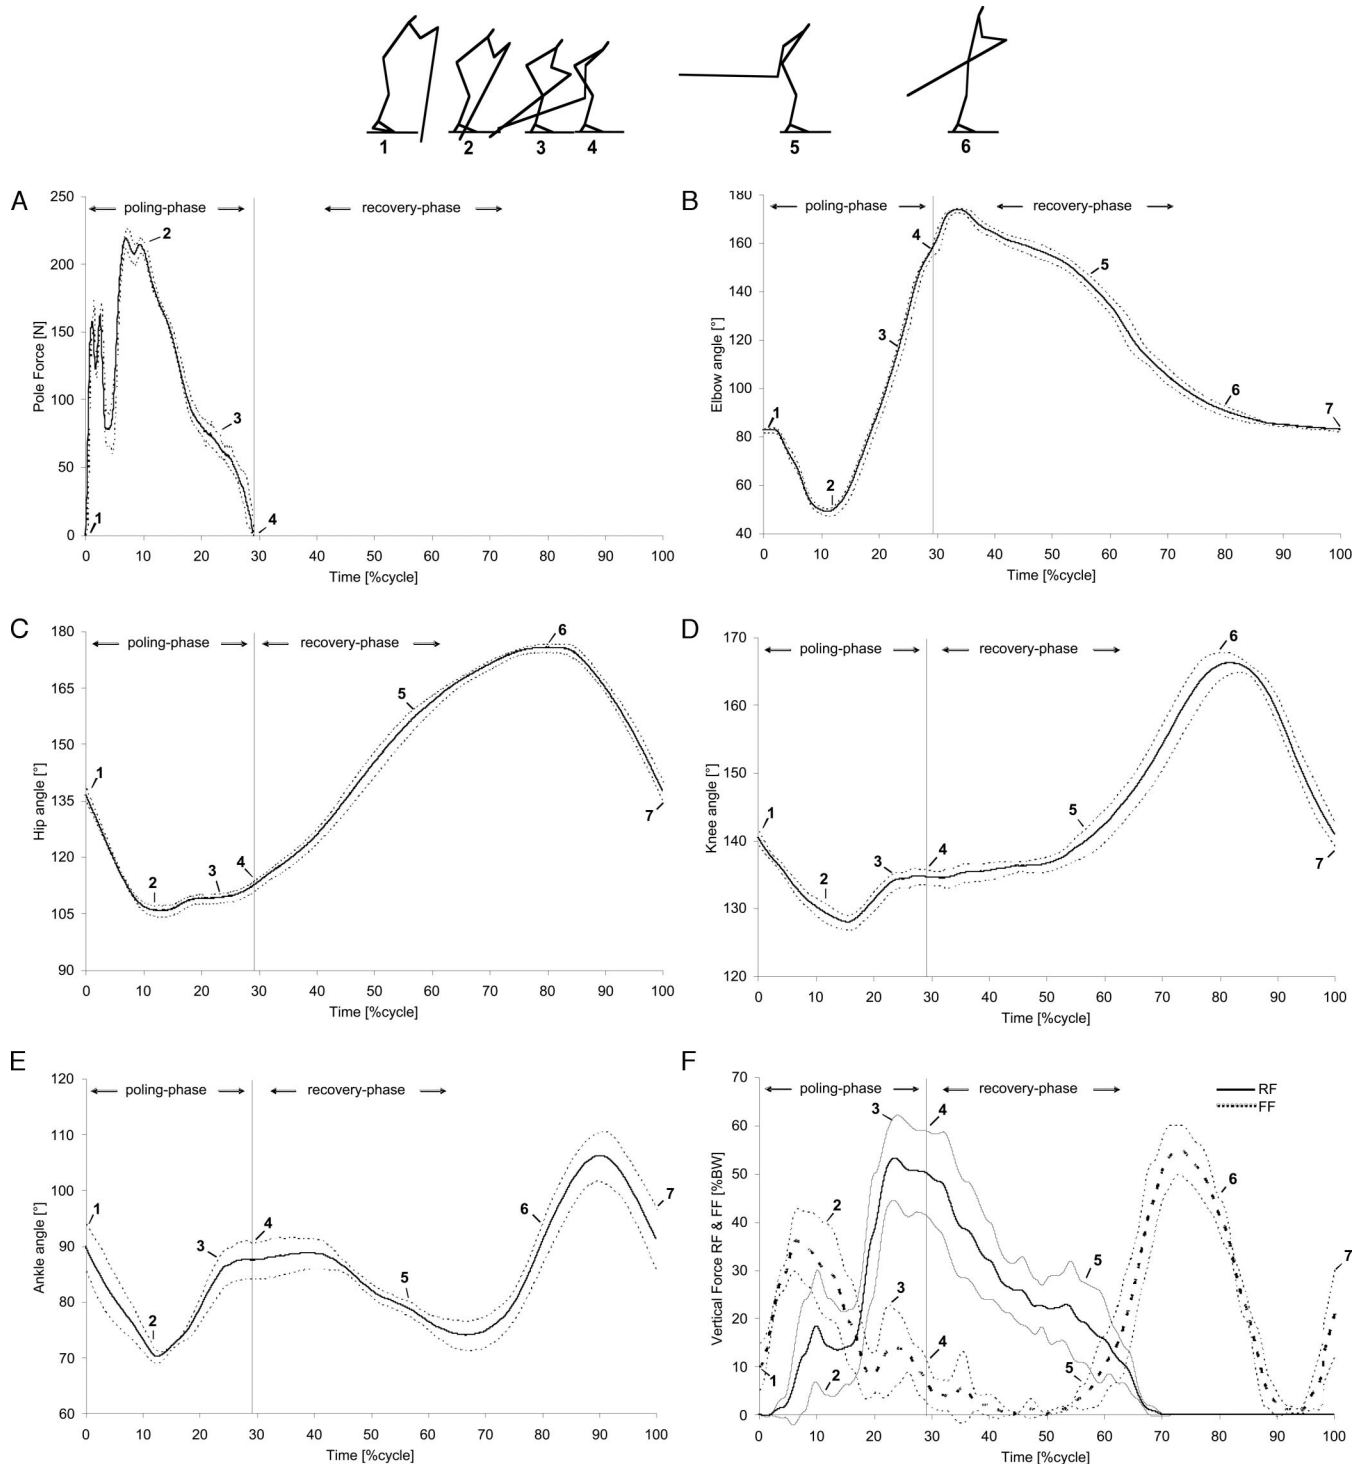 1 2 3 4 5 6
A
250
200
150
100
50
0
Pole Force [N]
poling-phase recovery-phase
1 2 3 4
0 10 20 30 40 50 60 70 80 90 100
Time [%cycle]
B
180
160
140
120
100
80
60
40
Elbow angle [°]
poling-phase recovery-phase
1 2 3 4 5 6 7
0 10 20 30 40 50 60 70 80 90 100
Time [%cycle]
C
180
165
150
135
120
105
90
Hip angle [°]
poling-phase recovery-phase
1 2 3 4 5 6 7
0 10 20 30 40 50 60 70 80 90 100
Time [%cycle]
D
170
160
150
140
130
120
Knee angle [°]
poling-phase recovery-phase
1 2 3 4 5 6 7
0 10 20 30 40 50 60 70 80 90 100
Time [%cycle]
E
120
110
100
90
80
70
60
Ankle angle [°]
poling-phase recovery-phase
1 2 3 4 5 6 7
0 10 20 30 40 50 60 70 80 90 100
Time [%cycle]
F
70
60
50
40
30
20
10
0
Vertical Force RF & FF [%BW]
poling-phase recovery-phase
RF
FF
3 4 2 5 6 7
1 2 3 4 5
0 10 20 30 40 50 60 70 80 90 100
Time [%cycle]